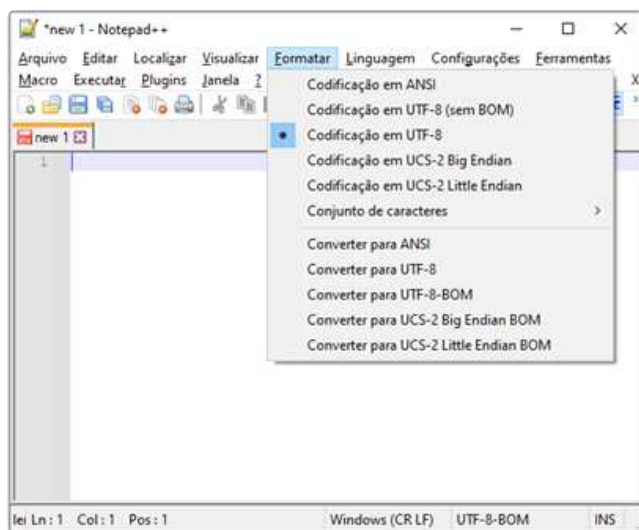 *new 1 - Notepad++
Arquivo Editar Localizar Visualizar Formatar Linguagem Configurações Ferramentas
Macro Executar Plugins Janela ? X
Codificação em ANSI
Codificação em UTF-8 (sem BOM)
Codificação em UTF-8
Codificação em UCS-2 Big Endian
Codificação em UCS-2 Little Endian
Conjunto de caracteres
Converter para ANSI
Converter para UTF-8
Converter para UTF-8-BOM
Converter para UCS-2 Big Endian BOM
Converter para UCS-2 Little Endian BOM
new 1
1
lei Ln : 1 Col : 1 Pos : 1 Windows (CR LF) UTF-8-BOM INS